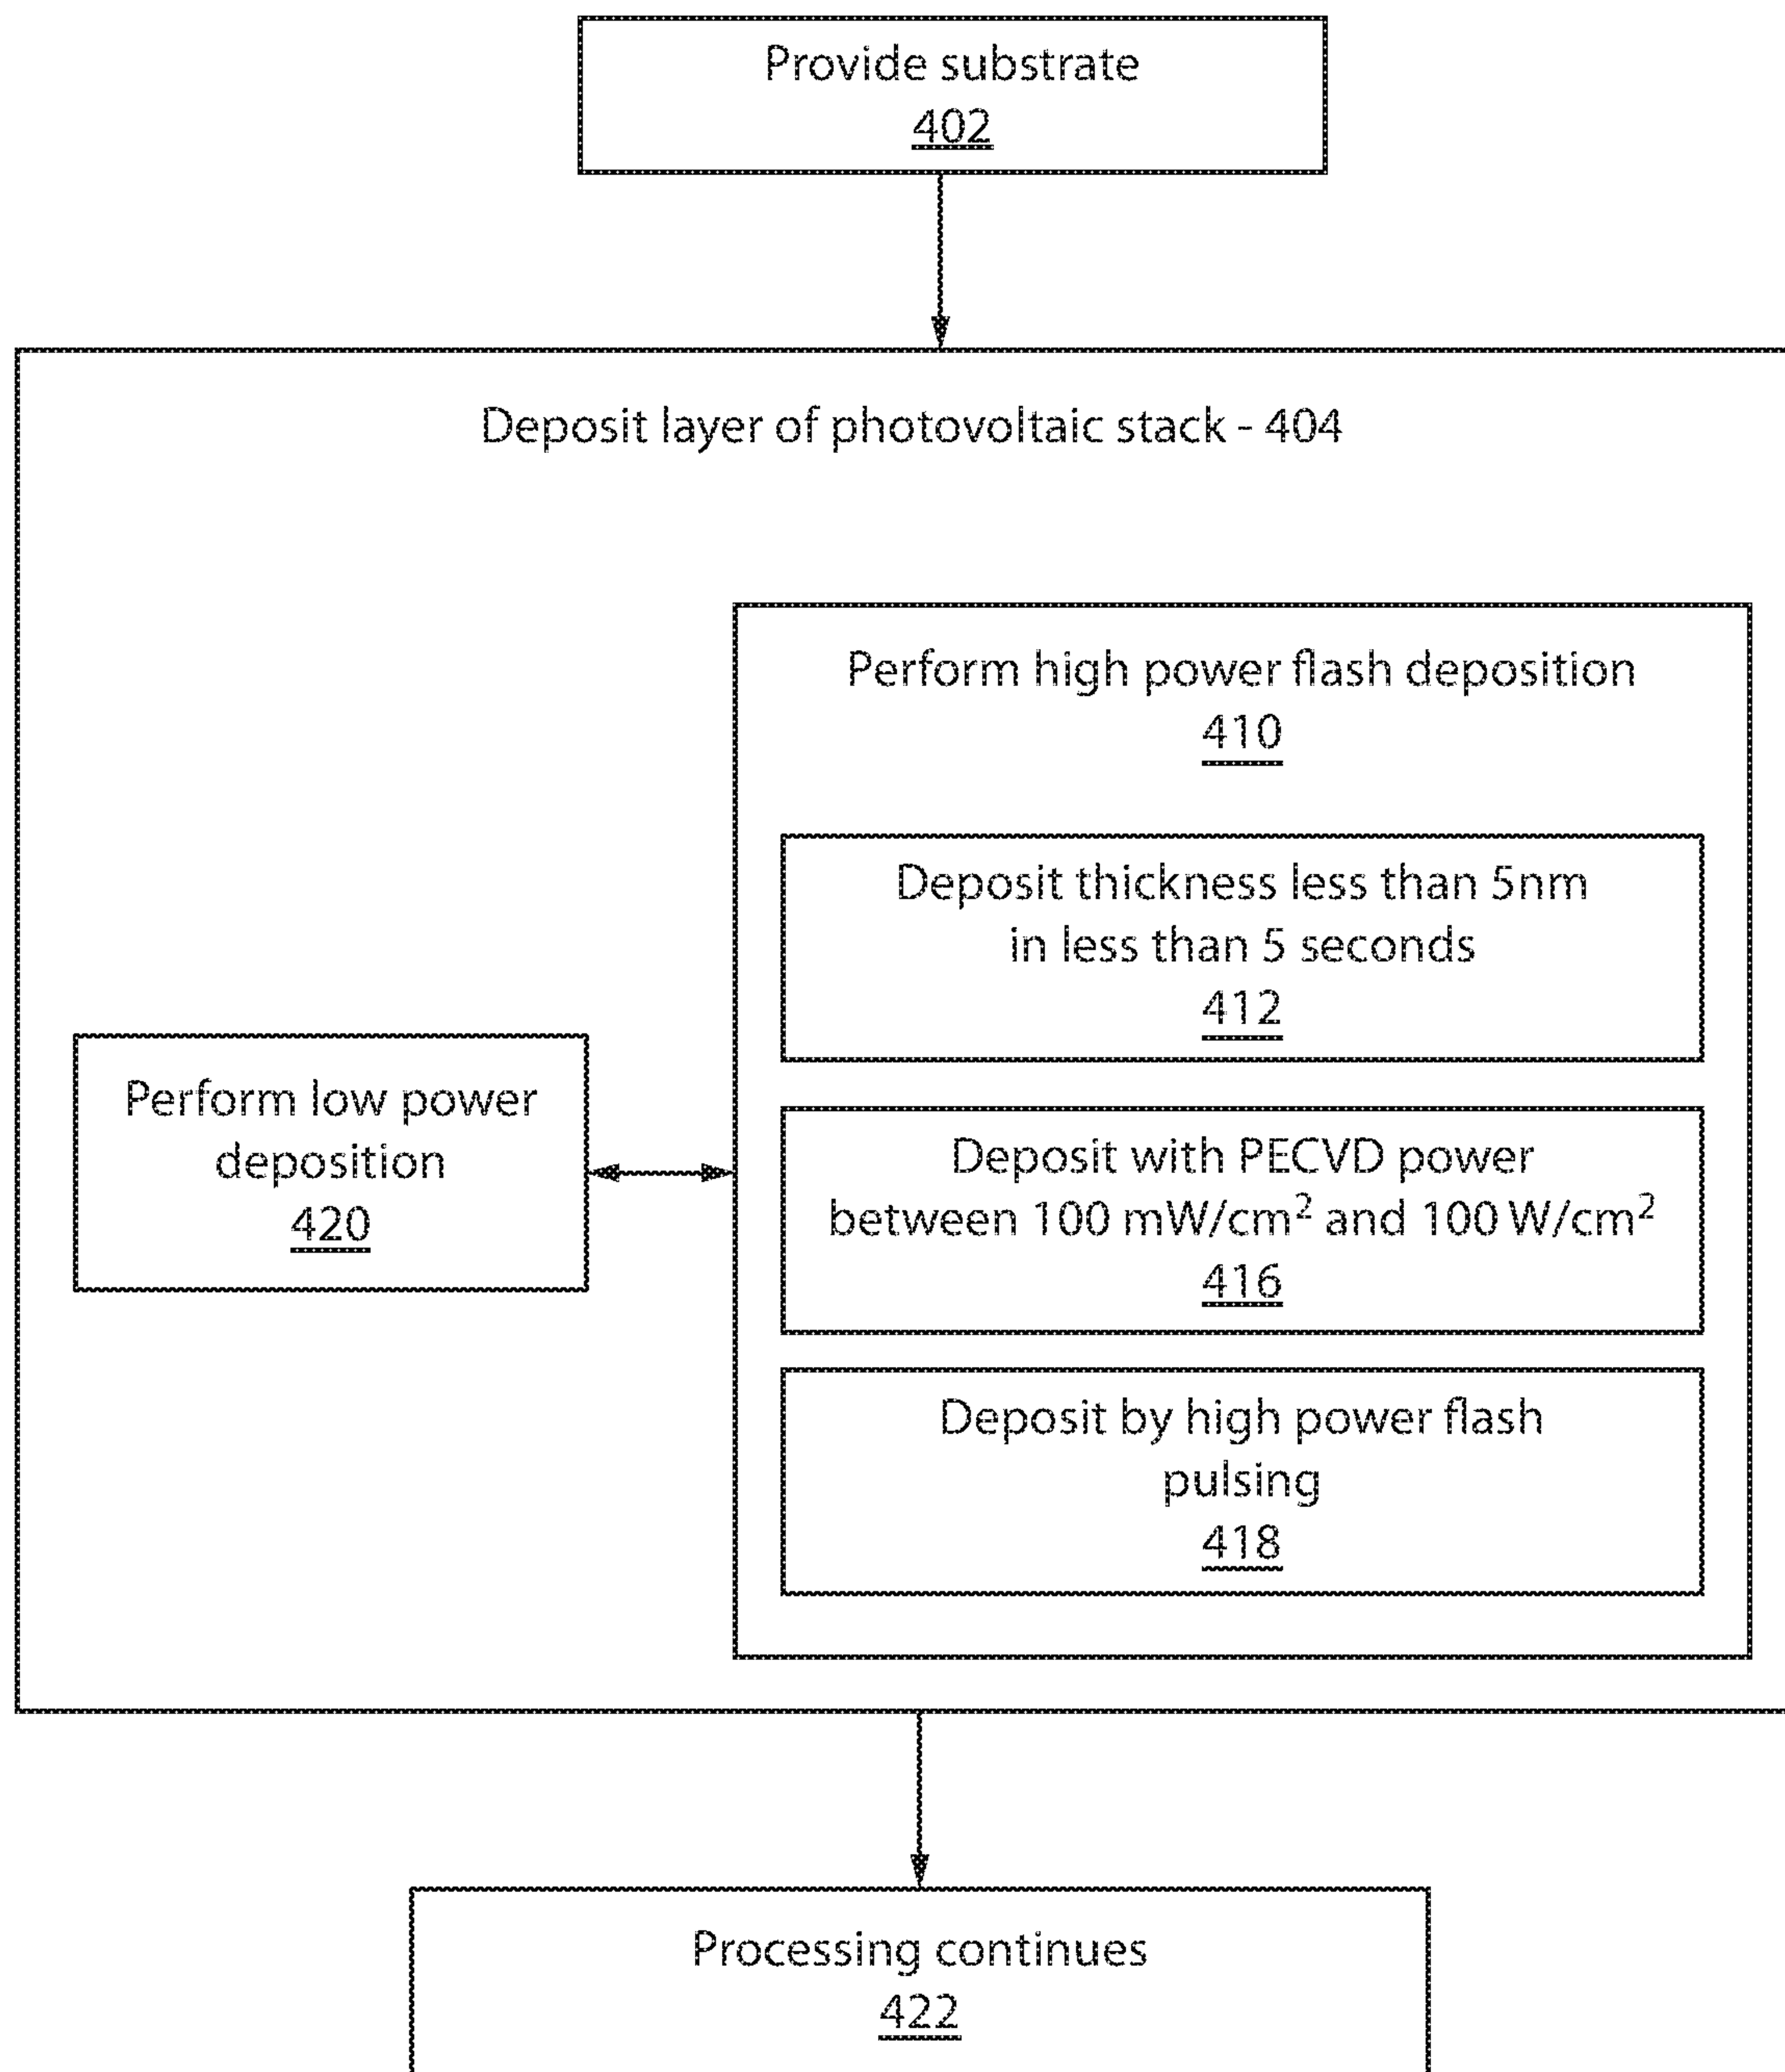 Provide substrate
402
Deposit layer of photovoltaic stack - 404
Perform high power flash deposition
410
Deposit thickness less than 5nm
in less than 5 seconds
412
Perform low power
deposition
420
Deposit with PECVD power
between 100 mW/cm² and 100 W/cm²
416
Deposit by high power flash
pulsing
418
Processing continues
422